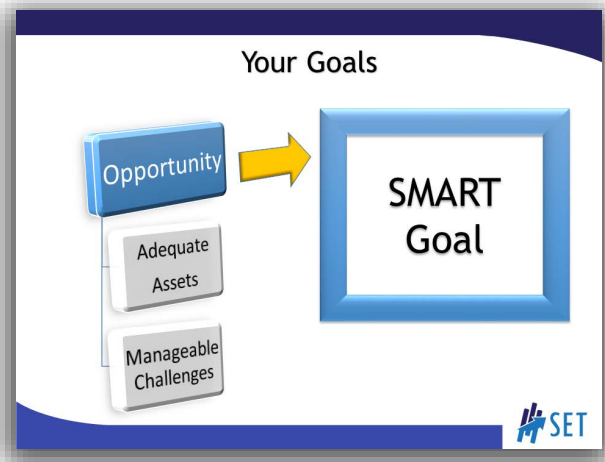 Your Goals
Opportunity
Adequate
Assets
Manageable
Challenges
SMART
Goal
SET